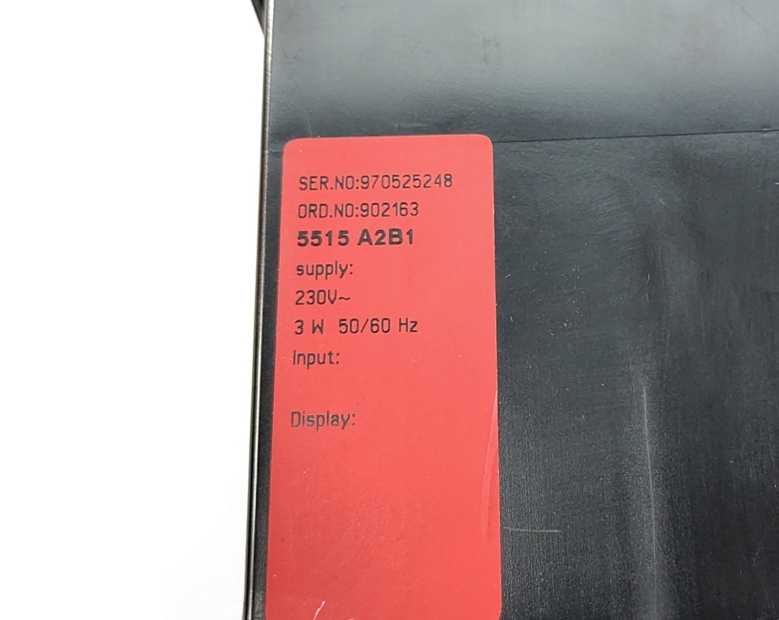 SER.NO:970525248
ORD.NO:902163
5515 A2B1
supply:
230V~
3 W 50/60 Hz
Input:
Display: